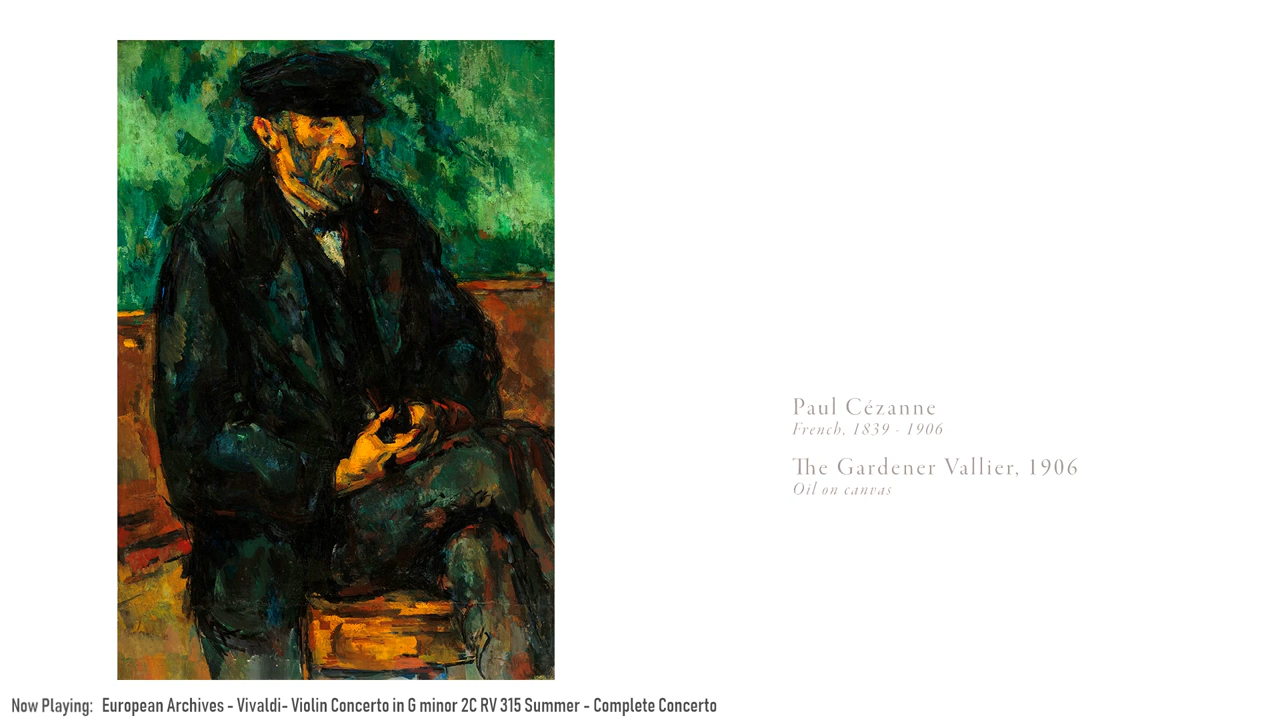 Paul Cézanne
French, 1839 - 1906
The Gardener Vallier, 1906
Oil on canvas
Now Playing: European Archives - Vivaldi- Violin Concerto in G minor 2C RV 315 Summer - Complete Concerto